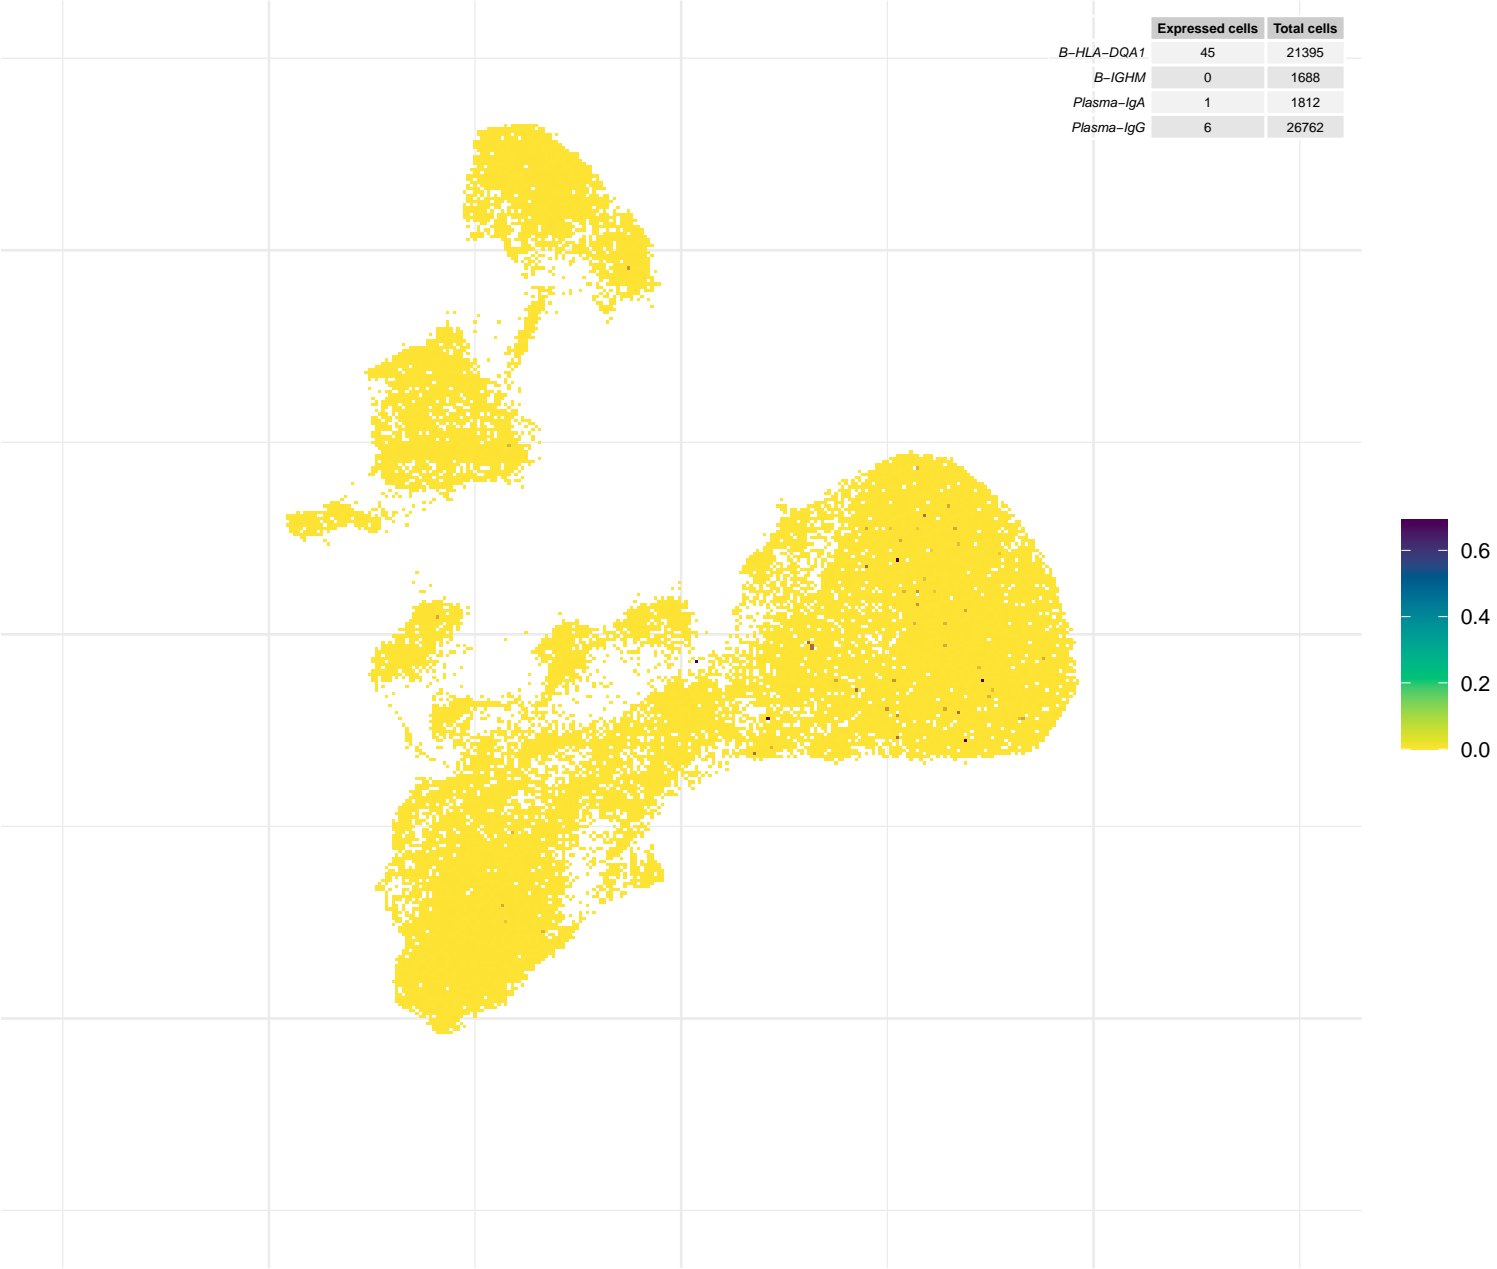 Expressed cells Total cells
B−HLA−DQA1 45 21395
B−IGHM 0 1688
Plasma−IgA 1 1812
Plasma−IgG 6 26762
0.6
0.4
0.2
0.0